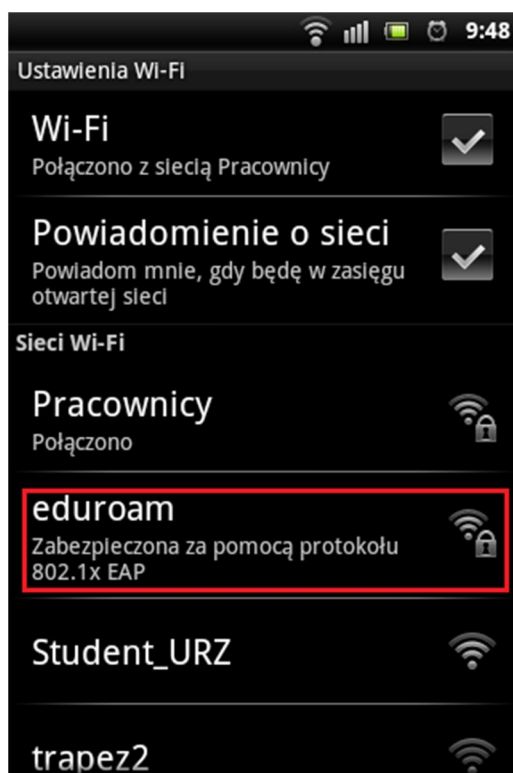 9:48
Ustawienia Wi-Fi
Wi-Fi
Połączono z siecią Pracownicy
Powiadomienie o sieci
Powiadom mnie, gdy będę w zasięgu
otwartej sieci
Sieci Wi-Fi
Pracownicy
Połączono
eduroam
Zabezpieczona za pomocą protokołu
802.1x EAP
Student_URZ
trapez2